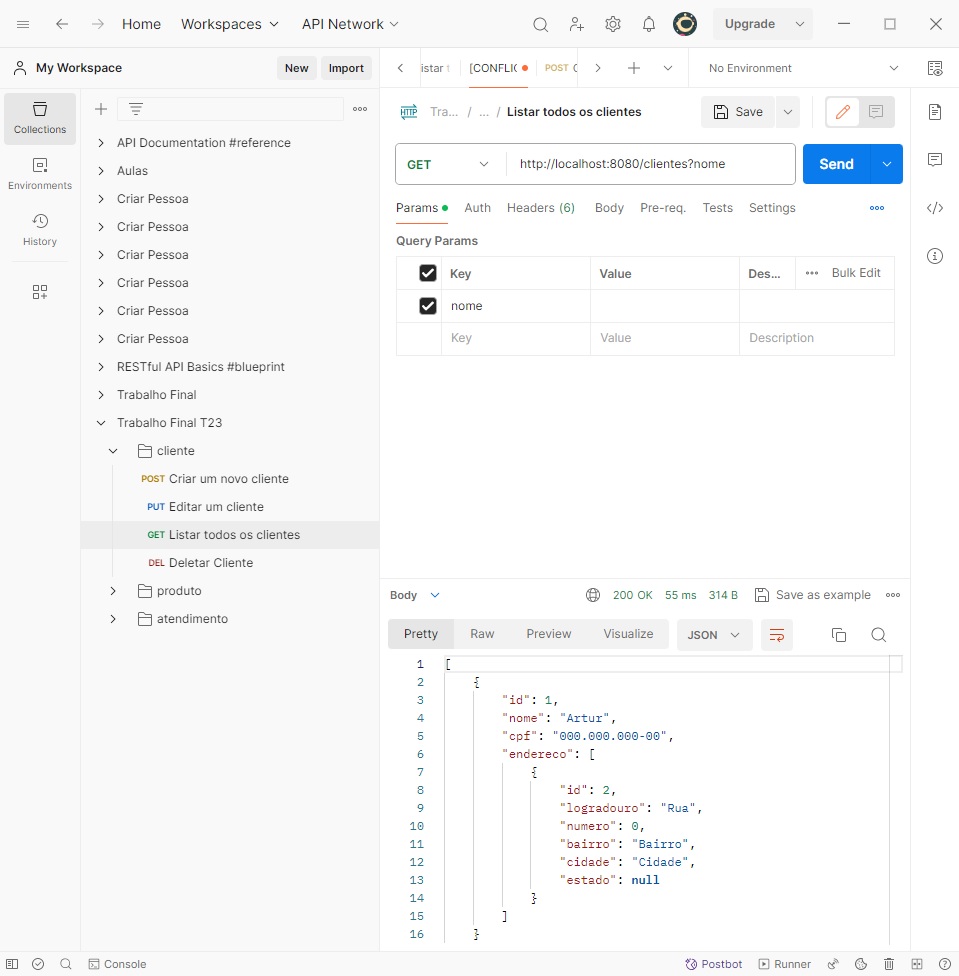 Home Workspaces API Network Upgrade
My Workspace New Import
istar t [CONFLIC POST C No Environment
Collections
Environments
History
API Documentation #reference
Aulas
Criar Pessoa
Criar Pessoa
Criar Pessoa
Criar Pessoa
Criar Pessoa
Criar Pessoa
RESTful API Basics #blueprint
Trabalho Final
Trabalho Final T23
cliente
POST Criar um novo cliente
PUT Editar um cliente
GET Listar todos os clientes
DEL Deletar Cliente
produto
atendimento
HTTP Tra... / ... / Listar todos os clientes Save
GET http://localhost:8080/clientes?nome Send
Params Auth Headers (6) Body Pre-req. Tests Settings
Query Params
Key Value Des... Bulk Edit
nome
Key Value Description
Body 200 OK 55 ms 314 B Save as example
Pretty Raw Preview Visualize JSON
1 [
2 {
3 "id": 1,
4 "nome": "Artur",
5 "cpf": "000.000.000-00",
6 "endereco": [
7 {
8 "id": 2,
9 "logradouro": "Rua",
10 "numero": 0,
11 "bairro": "Bairro",
12 "cidade": "Cidade",
13 "estado": null
14 }
15 ]
16 }
Console Postbot Runner